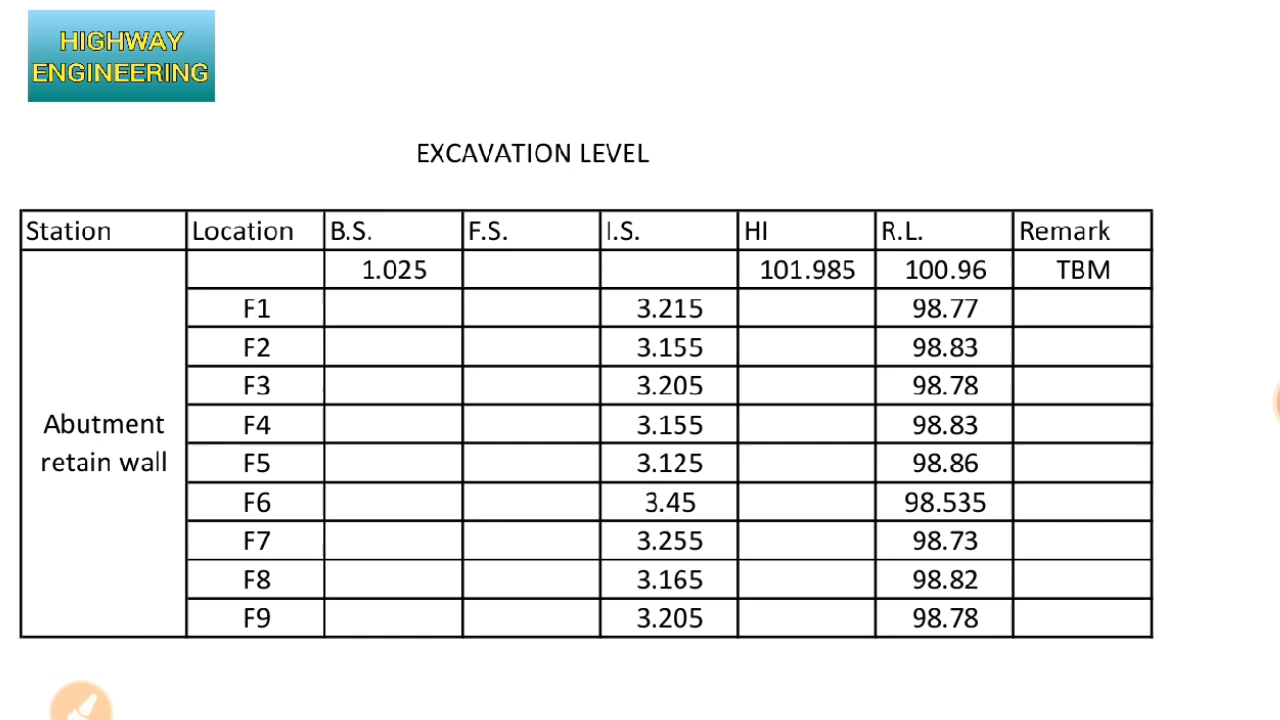 HIGHWAY
ENGINEERING
EXCAVATION LEVEL
Station Location B.S. F.S. I.S. HI R.L. Remark
1.025 101.985 100.96 TBM
F1 3.215 98.77
F2 3.155 98.83
F3 3.205 98.78
Abutment F4 3.155 98.83
retain wall F5 3.125 98.86
F6 3.45 98.535
F7 3.255 98.73
F8 3.165 98.82
F9 3.205 98.78